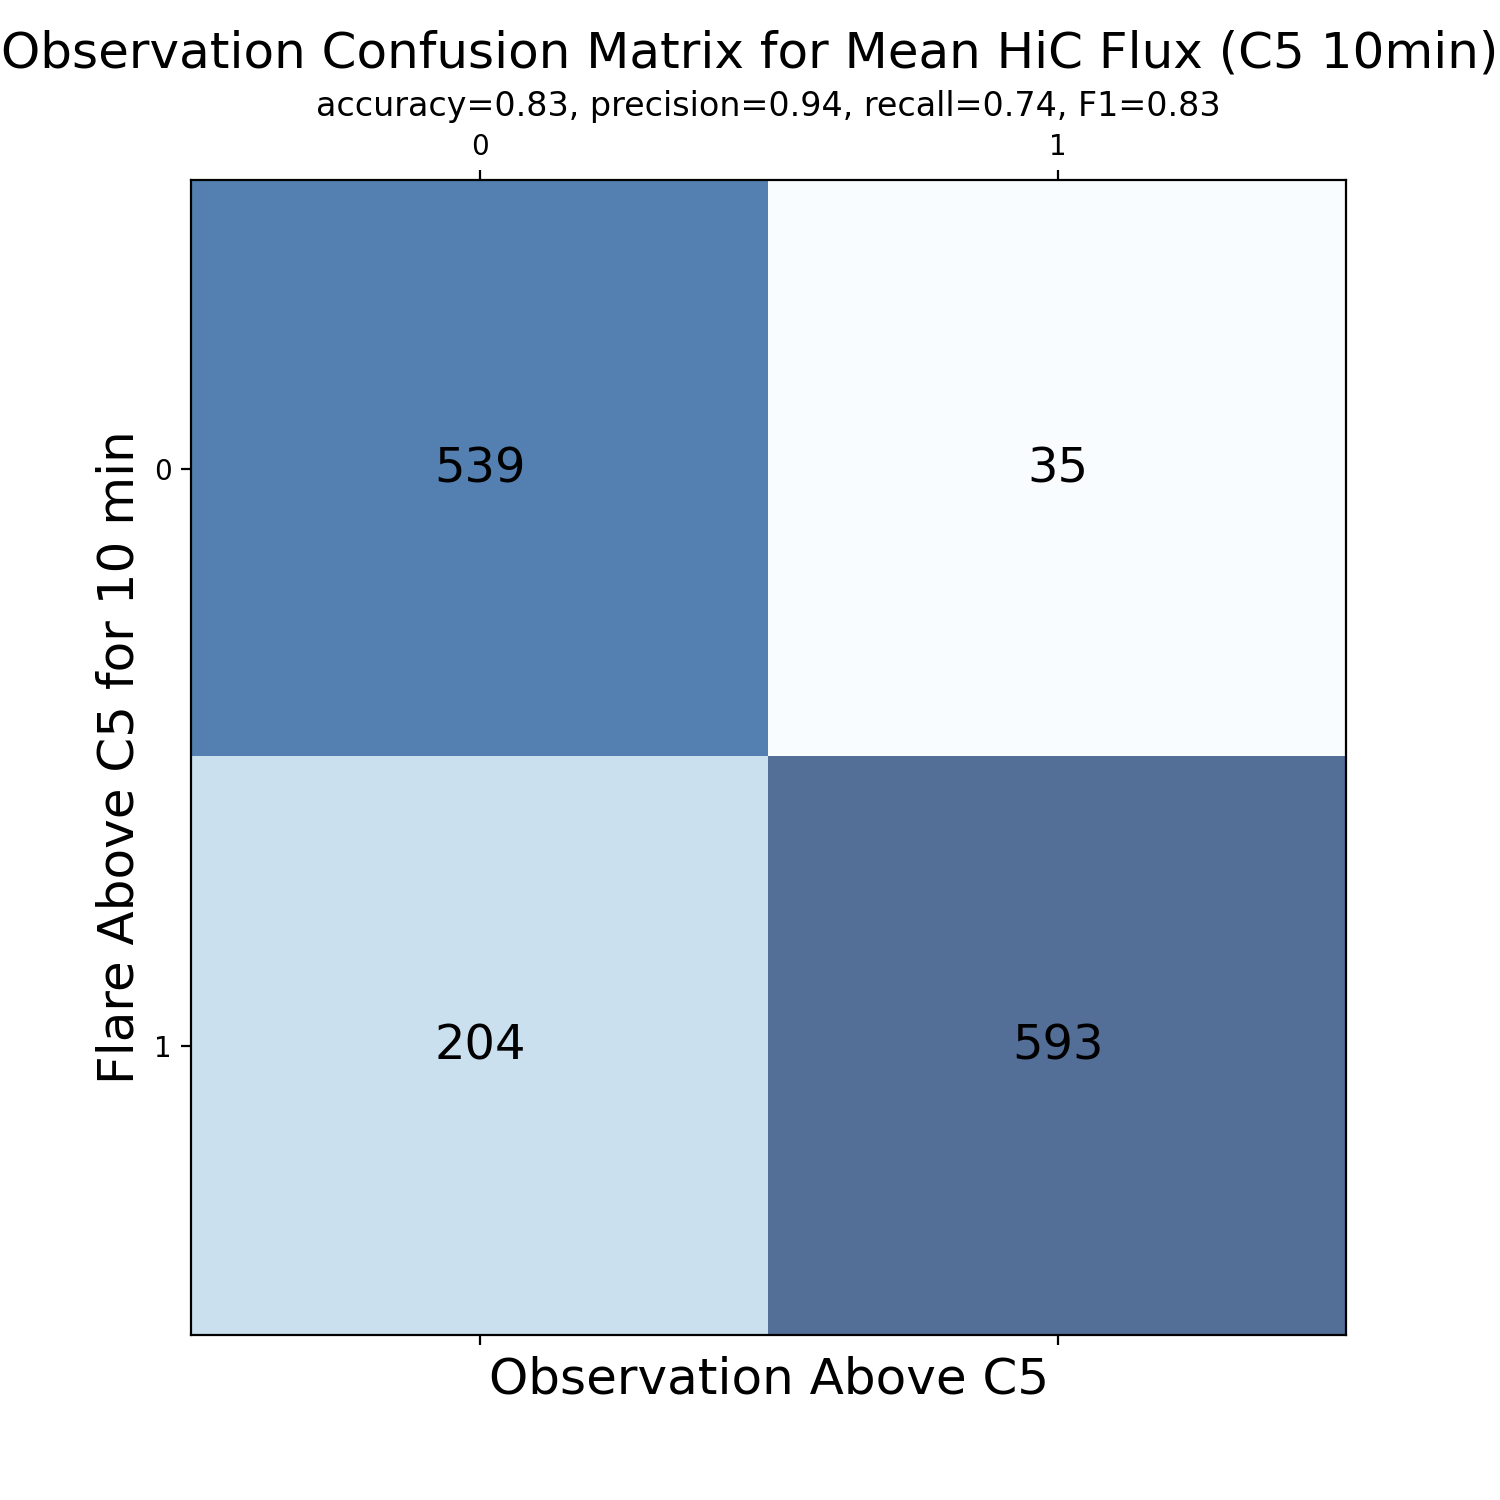 Observation Confusion Matrix for Mean HiC Flux (C5 10min)
accuracy=0.83, precision=0.94, recall=0.74, F1=0.83
0 1
Flare Above C5 for 10 min
0 539 35
1 204 593
Observation Above C5